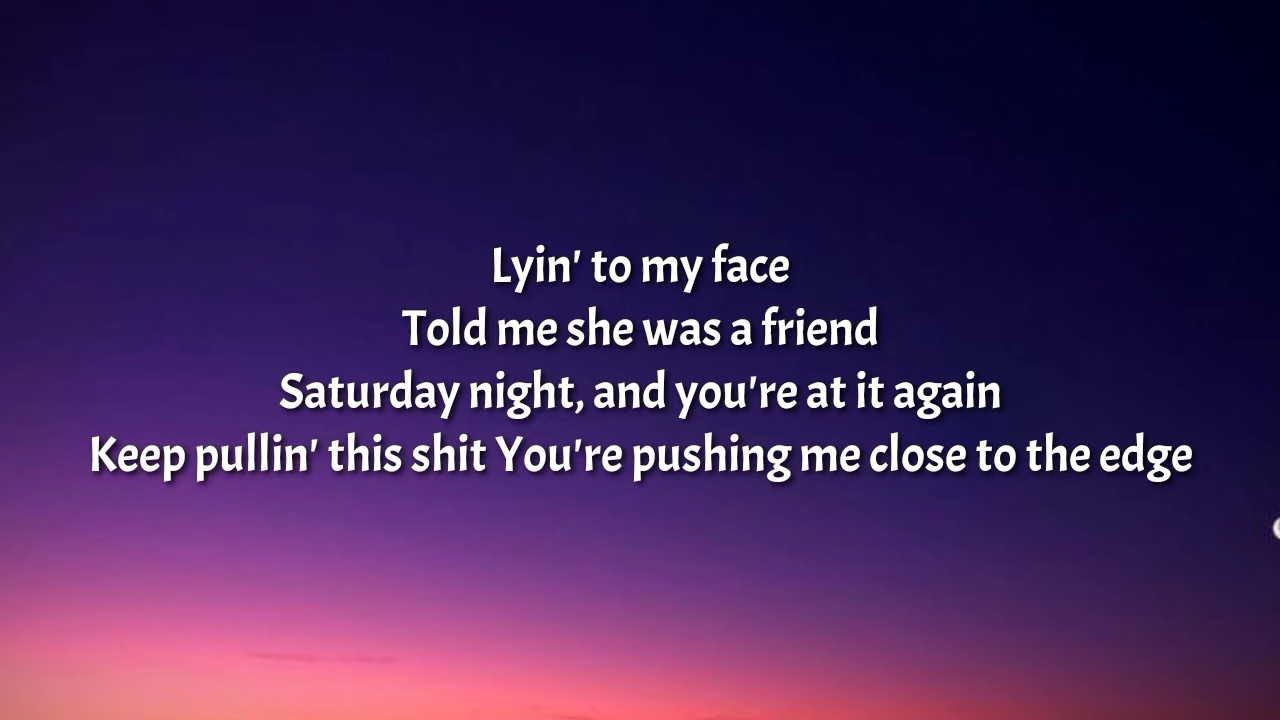 Lyin' to my face
Told me she was a friend
Saturday night, and you're at it again
Keep pullin' this shit You're pushing me close to the edge